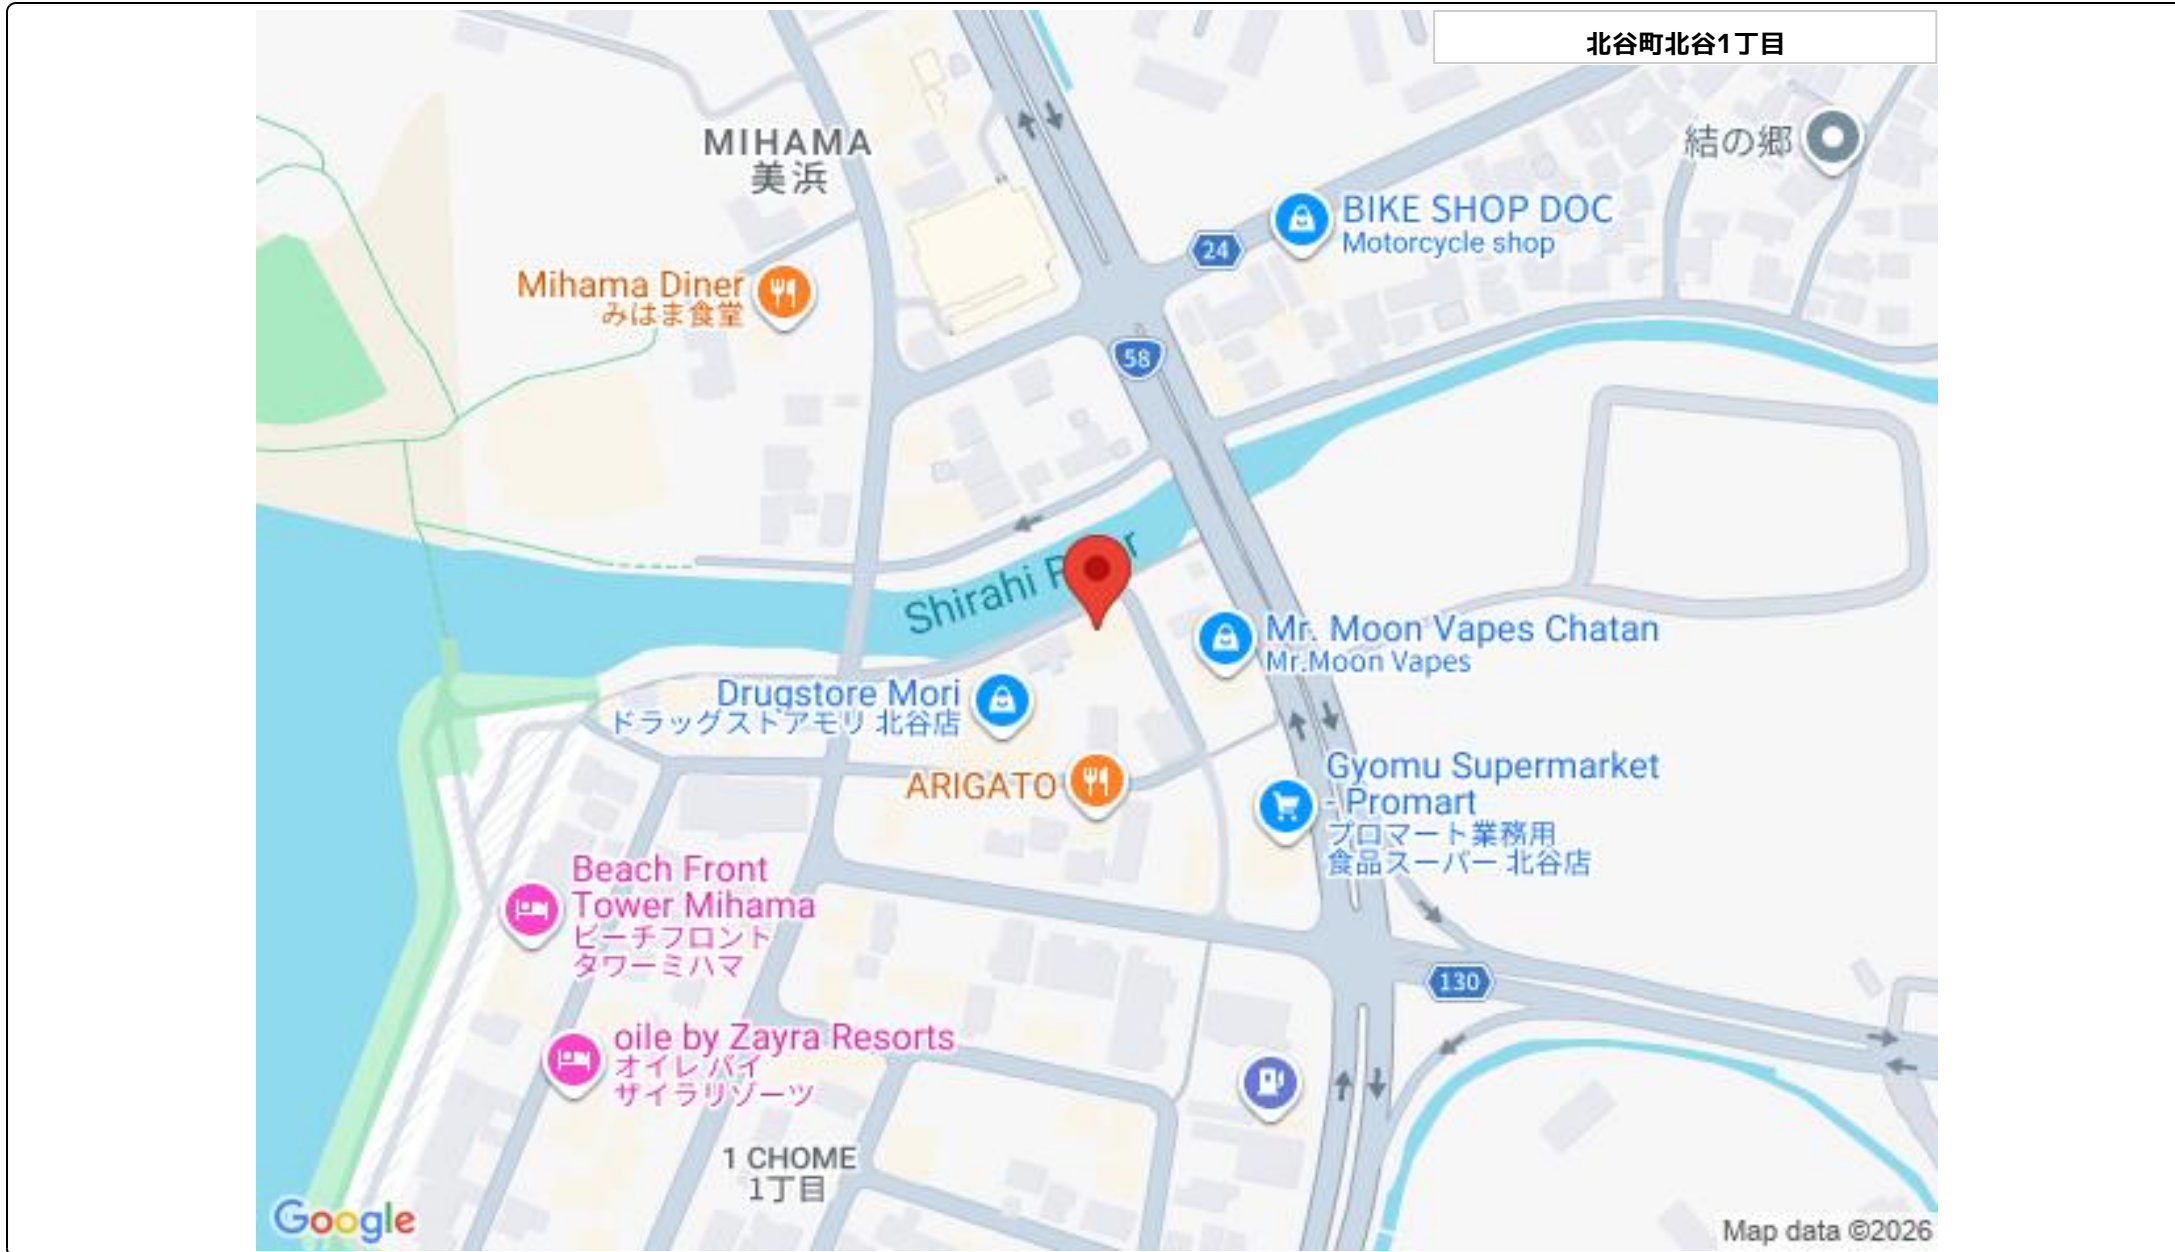 北谷町北谷1丁目
MIHAMA
美浜
結の郷
BIKE SHOP DOC
Motorcycle shop
24
Mihama Diner
みはま食堂
58
Shirahi
Mr. Moon Vapes Chatan
Mr.Moon Vapes
Drugstore Mori
ドラッグストアモリ 北谷店
ARIGATO
Gyomu Supermarket
- Promart
プロマート業務用
食品スーパー 北谷店
Beach Front
Tower Mihama
ビーチフロント
タワーミハマ
130
oile by Zayra Resorts
オイレ バイ
ザイラリゾーツ
1 CHOME
1丁目
Google
Map data ©2026